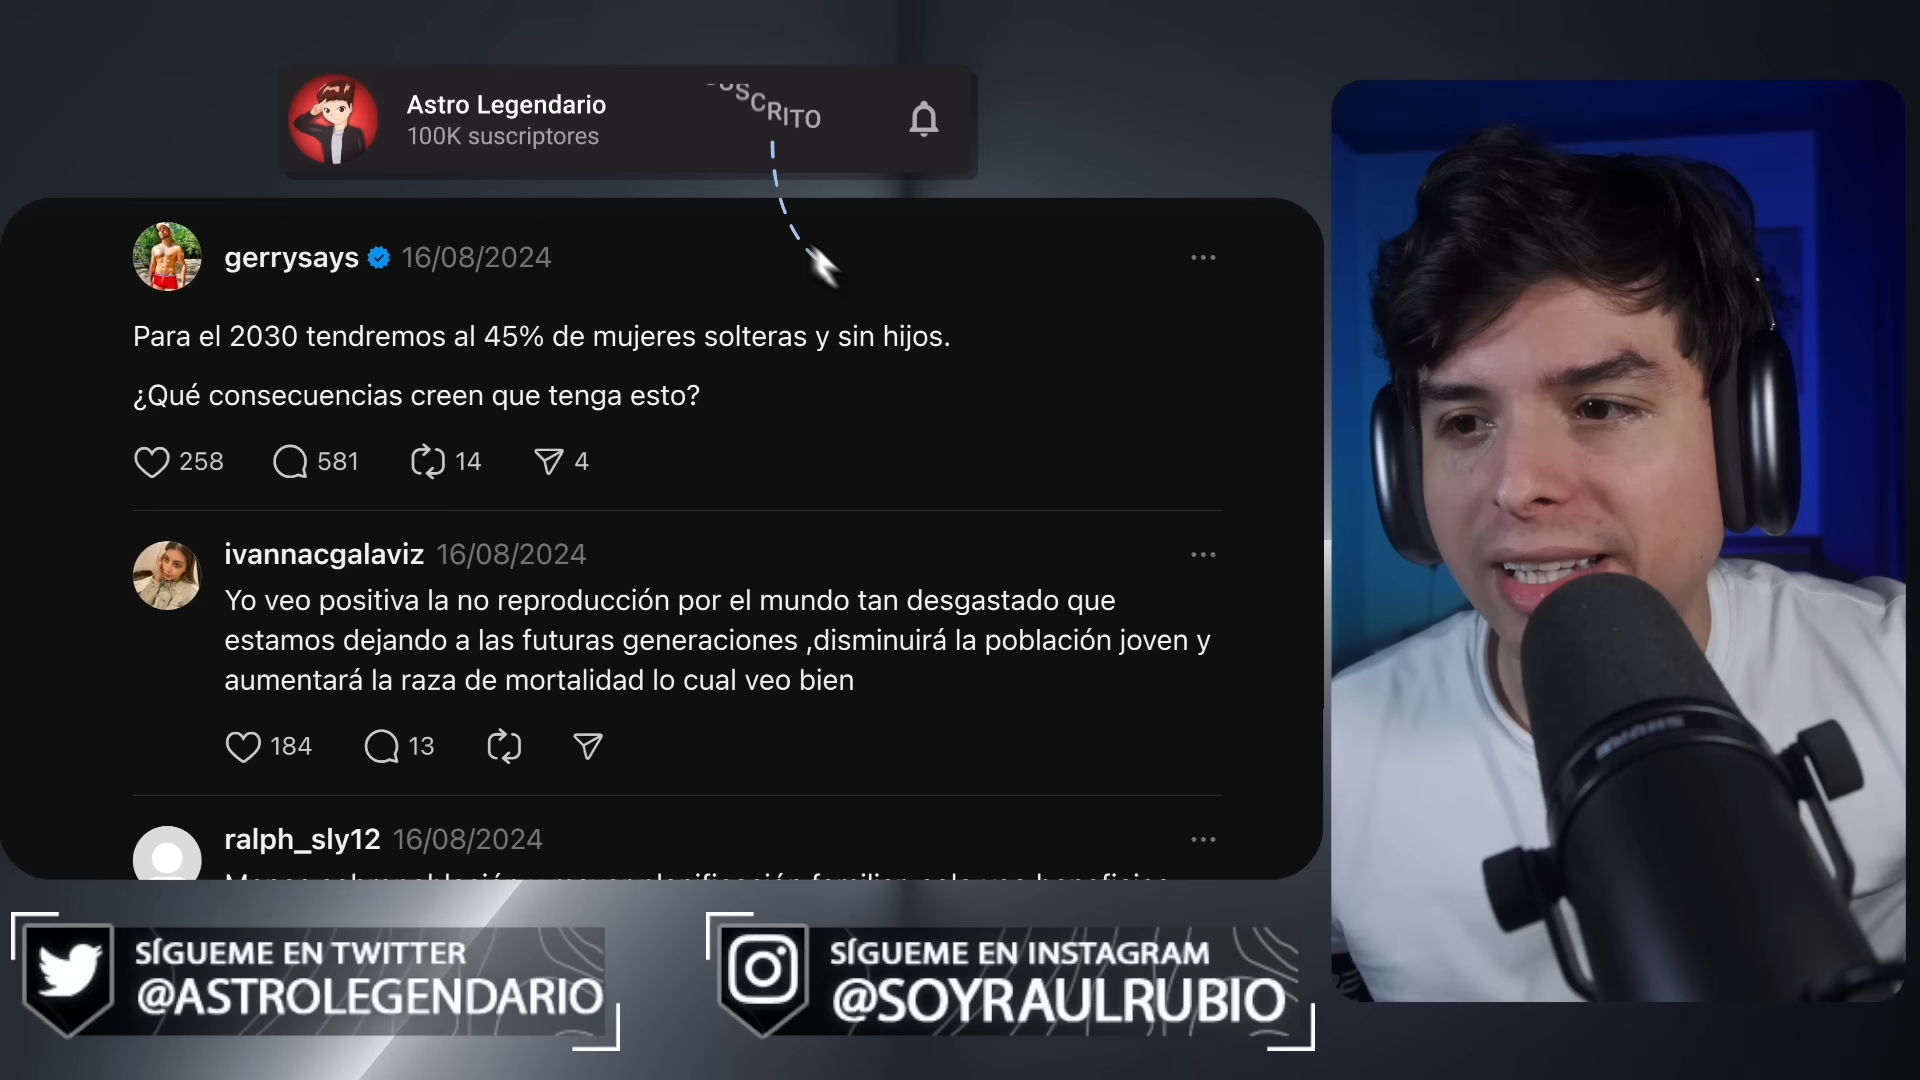 Astro Legendario
100K suscriptores
SUSCRITO
gerrysays 16/08/2024
Para el 2030 tendremos al 45% de mujeres solteras y sin hijos.
¿Qué consecuencias creen que tenga esto?
258 581 14 4
ivannacgalaviz 16/08/2024
Yo veo positiva la no reproducción por el mundo tan desgastado que
estamos dejando a las futuras generaciones ,disminuirá la población joven y
aumentará la raza de mortalidad lo cual veo bien
184 13
ralph_sly12 16/08/2024
SÍGUEME EN TWITTER
@ASTROLEGENDARIO
SÍGUEME EN INSTAGRAM
@SOYRAULRUBIO